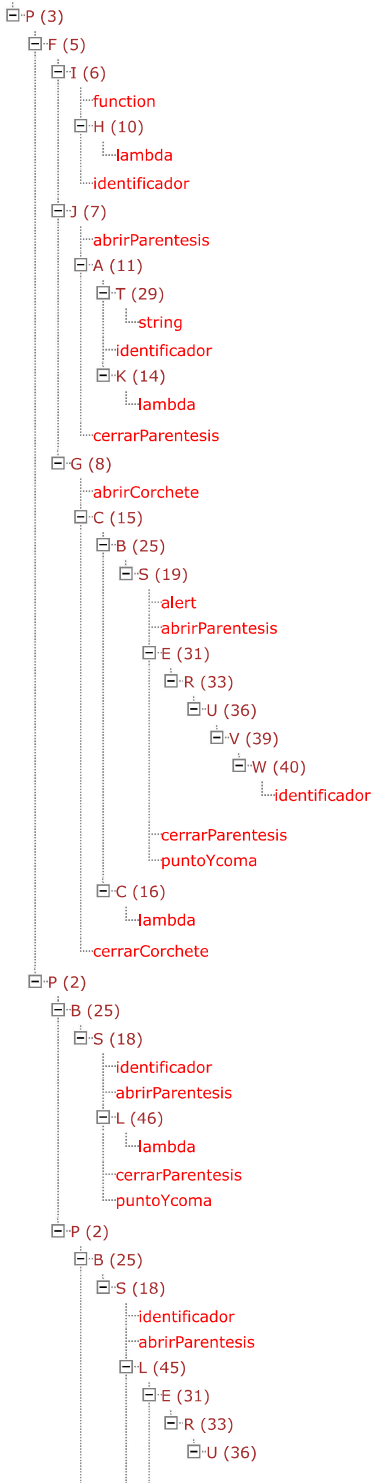 P (3)
F (5)
I (6)
function
H (10)
lambda
identificador
J (7)
abrirParentesis
A (11)
T (29)
string
identificador
K (14)
lambda
cerrarParentesis
G (8)
abrirCorchete
C (15)
B (25)
S (19)
alert
abrirParentesis
E (31)
R (33)
U (36)
V (39)
W (40)
identificador
cerrarParentesis
puntoYcoma
C (16)
lambda
cerrarCorchete
P (2)
B (25)
S (18)
identificador
abrirParentesis
L (46)
lambda
cerrarParentesis
puntoYcoma
P (2)
B (25)
S (18)
identificador
abrirParentesis
L (45)
E (31)
R (33)
U (36)